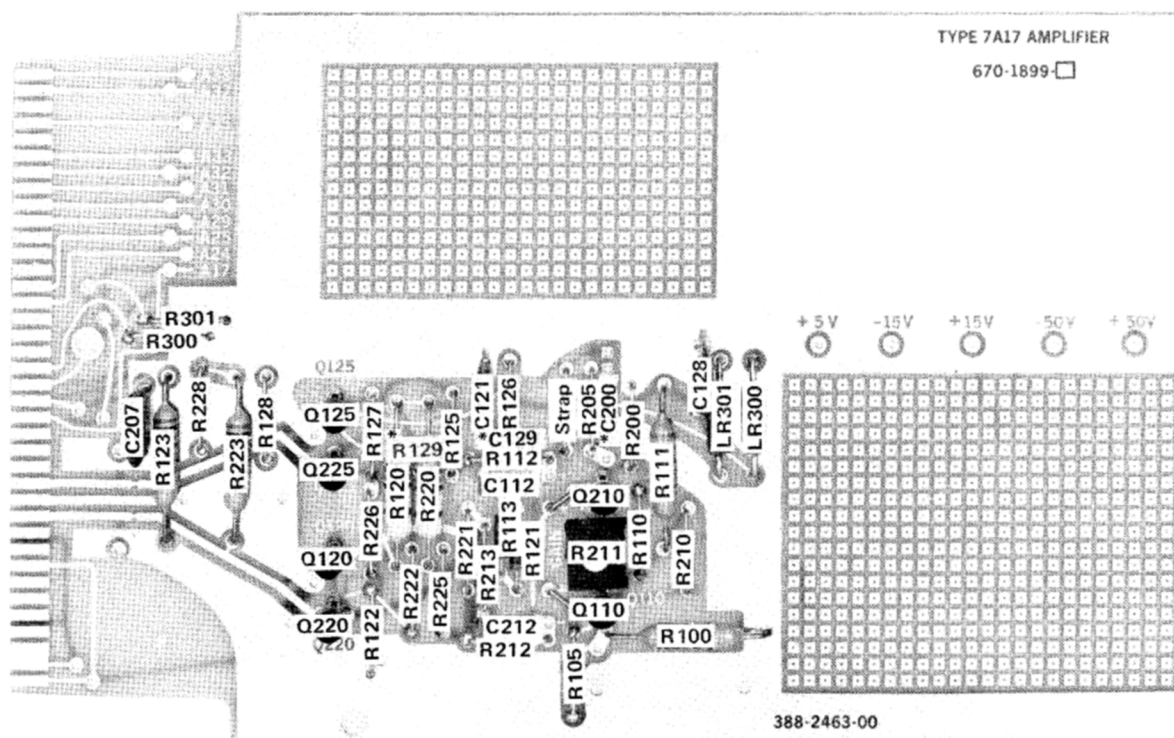 TYPE 7A17 AMPLIFIER
670-1899-□
+5V
-15V
+15V
-50V
+50V
R301
R300
C207
R123
R228
R223
R128
Q125
Q125
Q225
Q120
Q220
Q220
R127
R226
R122
*R129
R120
R220
R222
R225
R125
R221
C121
R126
*C129
R112
C112
R213
R113
R121
C212
R212
Strap
R205
*C200
R200
R111
Q210
R211
Q110
Q110
R110
R210
R105
R100
C128
LR301
LR300
388-2463-00